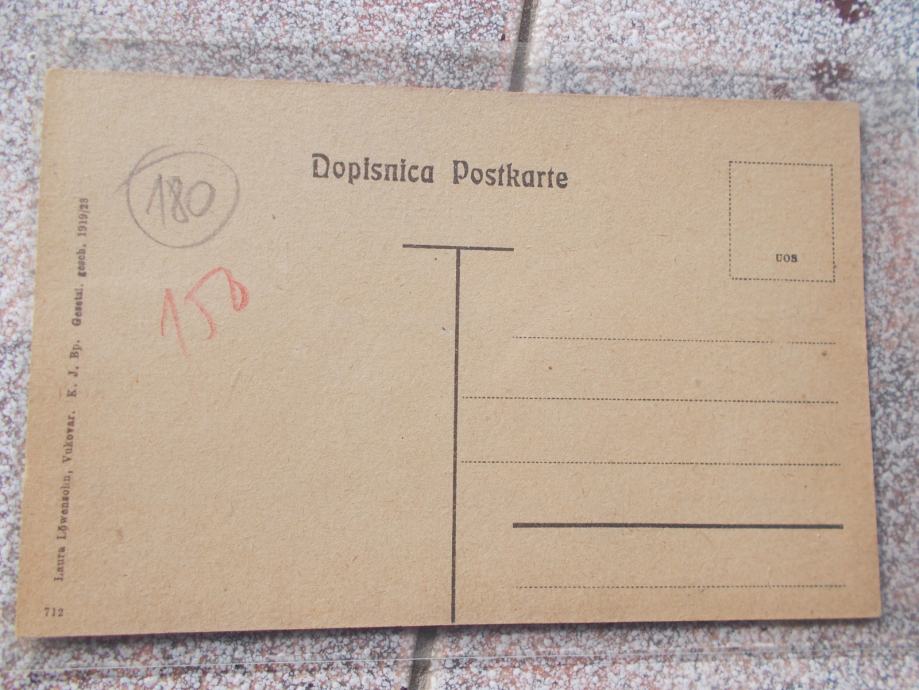 Dopisnica Postkarte
180
150
uos
Laura Löwensohn, Vukovar. K. J. Bp. Gesetzl. gesch. 1919/23
712